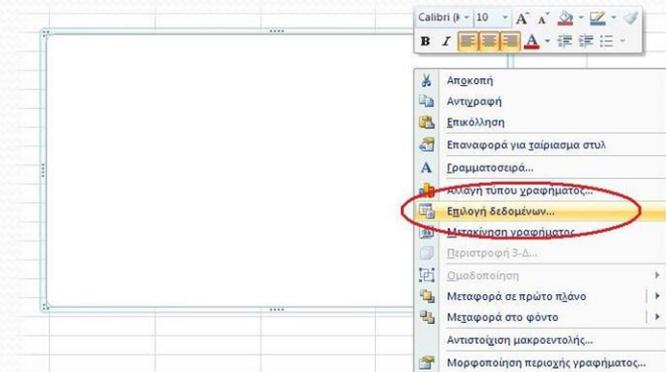 Calibri (Κ 10 A A
B I A
Αποκοπή
Αντιγραφή
Επικόλληση
Επαναφορά για ταίριασμα στυλ
Γραμματοσειρά...
Αλλαγή τύπου γραφήματος...
Επιλογή δεδομένων...
Μετακίνηση γραφήματος...
Περιστροφή 3-Δ...
Ομαδοποίηση
Μεταφορά σε πρώτο πλάνο
Μεταφορά στο φόντο
Αντιστοίχιση μακροεντολής...
Μορφοποίηση περιοχής γραφήματος...